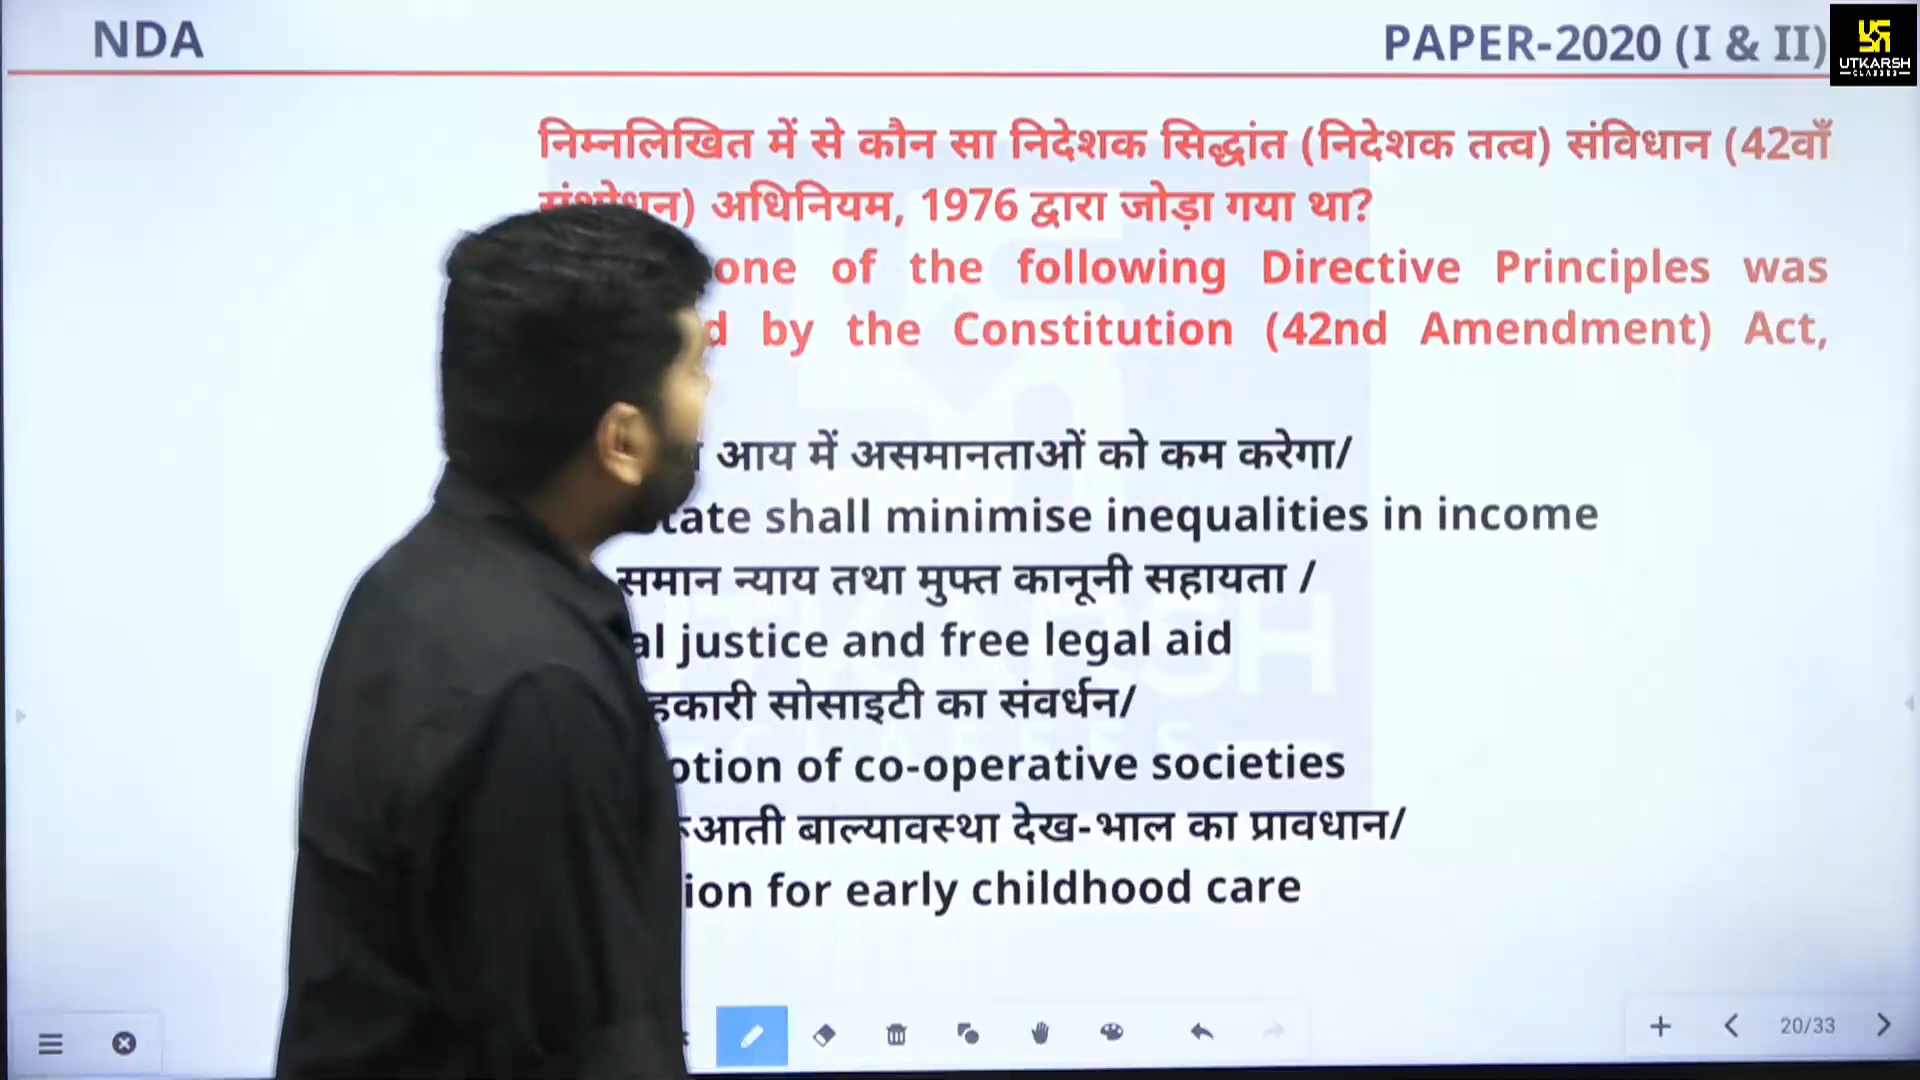 NDA
PAPER-2020 (I & II)
UTKARSH
CLASSES
निम्नलिखित में से कौन सा निदेशक सिद्धांत (निदेशक तत्व) संविधान (42वाँ
संशोधन) अधिनियम, 1976 द्वारा जोड़ा गया था?
one of the following Directive Principles was
by the Constitution (42nd Amendment) Act,
आय में असमानताओं को कम करेगा/
tate shall minimise inequalities in income
समान न्याय तथा मुफ्त कानूनी सहायता /
al justice and free legal aid
हकारी सोसाइटी का संवर्धन/
otion of co-operative societies
आती बाल्यावस्था देख-भाल का प्रावधान/
ion for early childhood care
20/33